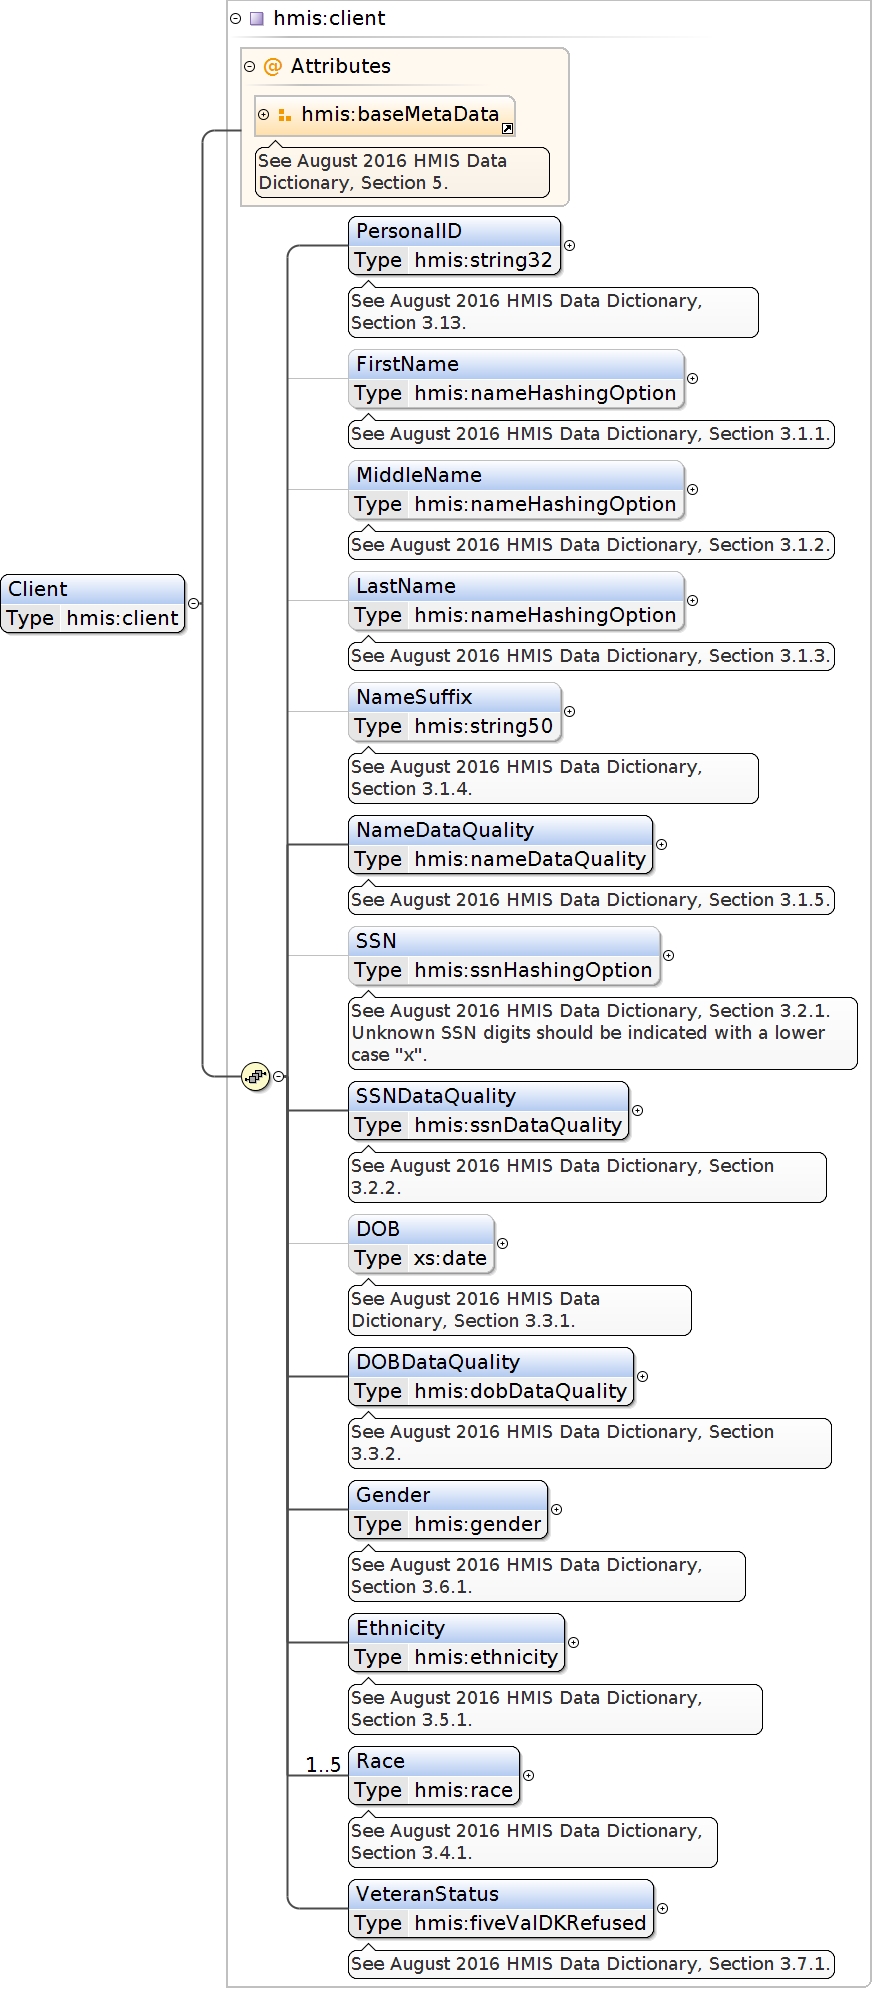 hmis:client
@ Attributes
hmis:baseMetaData
See August 2016 HMIS Data
Dictionary, Section 5.
PersonalID
Type hmis:string32
See August 2016 HMIS Data Dictionary,
Section 3.13.
FirstName
Type hmis:nameHashingOption
See August 2016 HMIS Data Dictionary, Section 3.1.1.
MiddleName
Type hmis:nameHashingOption
See August 2016 HMIS Data Dictionary, Section 3.1.2.
Client
Type hmis:client
LastName
Type hmis:nameHashingOption
See August 2016 HMIS Data Dictionary, Section 3.1.3.
NameSuffix
Type hmis:string50
See August 2016 HMIS Data Dictionary,
Section 3.1.4.
NameDataQuality
Type hmis:nameDataQuality
See August 2016 HMIS Data Dictionary, Section 3.1.5.
SSN
Type hmis:ssnHashingOption
See August 2016 HMIS Data Dictionary, Section 3.2.1.
Unknown SSN digits should be indicated with a lower
case "x".
SSNDataQuality
Type hmis:ssnDataQuality
See August 2016 HMIS Data Dictionary, Section
3.2.2.
DOB
Type xs:date
See August 2016 HMIS Data
Dictionary, Section 3.3.1.
DOBDataQuality
Type hmis:dobDataQuality
See August 2016 HMIS Data Dictionary, Section
3.3.2.
Gender
Type hmis:gender
See August 2016 HMIS Data Dictionary,
Section 3.6.1.
Ethnicity
Type hmis:ethnicity
See August 2016 HMIS Data Dictionary,
Section 3.5.1.
1..5 Race
Type hmis:race
See August 2016 HMIS Data Dictionary,
Section 3.4.1.
VeteranStatus
Type hmis:fiveValDKRefused
See August 2016 HMIS Data Dictionary, Section 3.7.1.